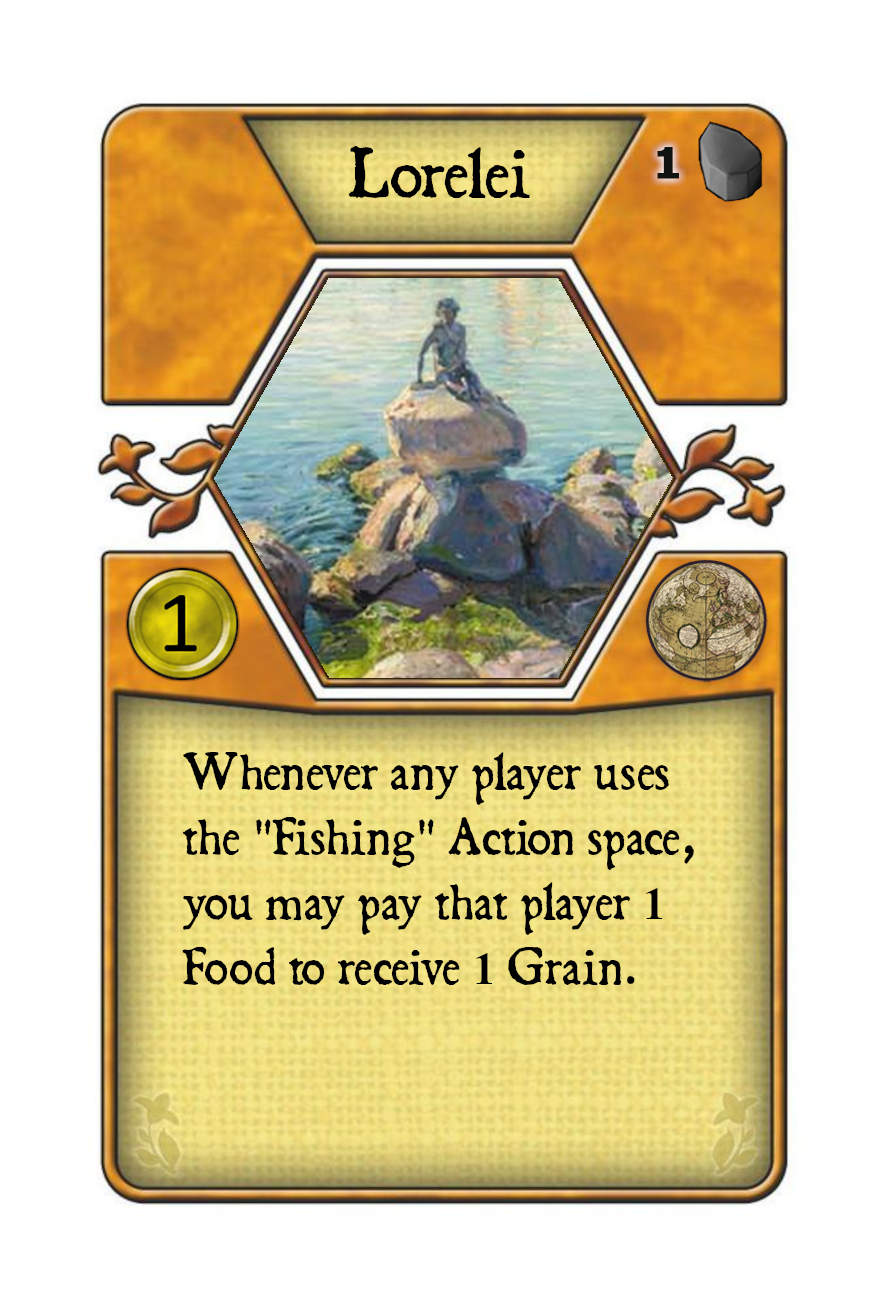 Lorelei
1
1
Whenever any player uses
the "Fishing" Action space,
you may pay that player 1
Food to receive 1 Grain.